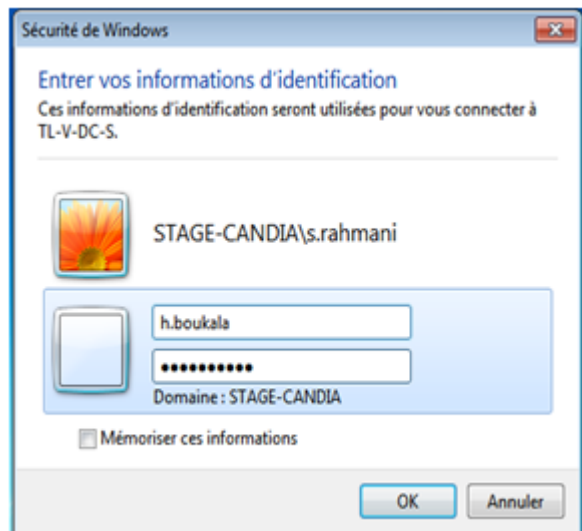 Sécurité de Windows
Entrer vos informations d'identification
Ces informations d'identification seront utilisées pour vous connecter à
TL-V-DC-S.
STAGE-CANDIA\s.rahmani
h.boukala
••••••••••
Domaine : STAGE-CANDIA
Mémoriser ces informations
OK
Annuler